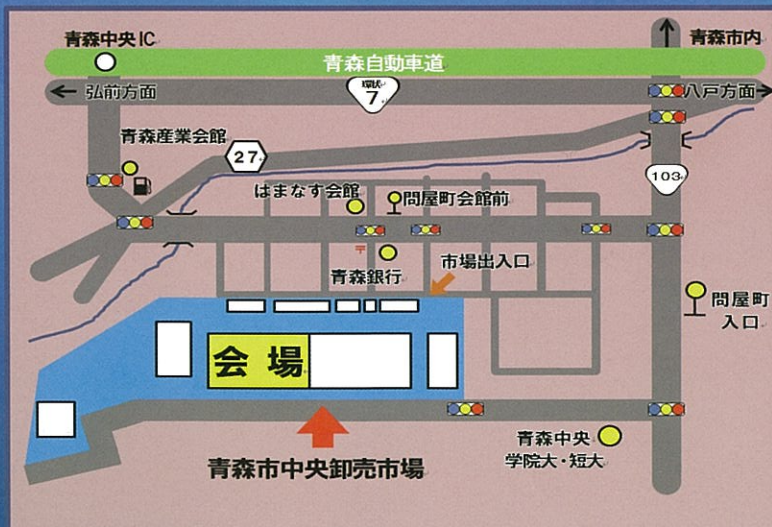 青森中央IC
青森市内
青森自動車道
弘前方面
環状
7
八戸方面
青森産業会館
27
103
はまなす会館
問屋町会館前
〒
青森銀行
市場出入口
問屋町
入口
会場
青森中央
学院大・短大
青森市中央卸売市場